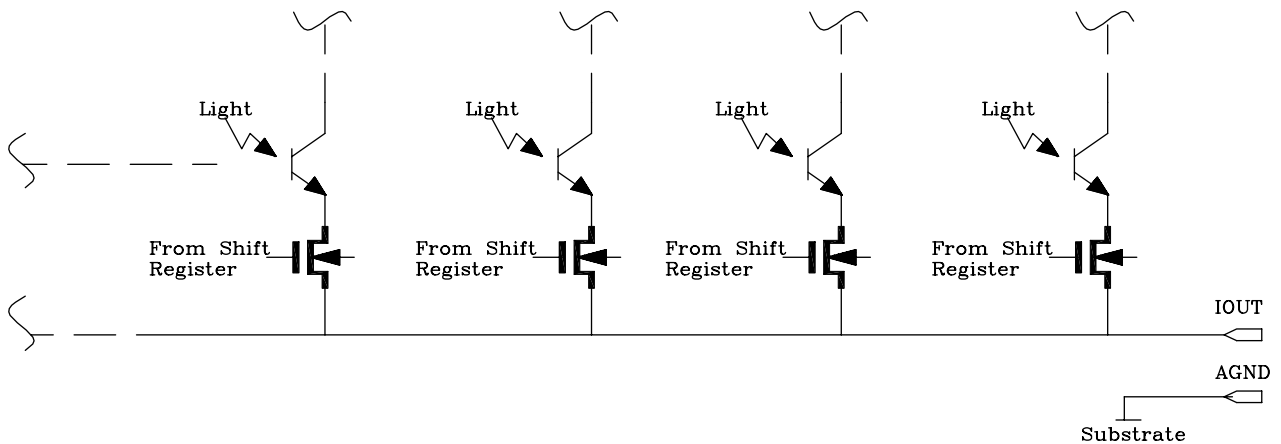 Light
Light
Light
Light
From Shift
Register
From Shift
Register
From Shift
Register
From Shift
Register
IOUT
AGND
Substrate